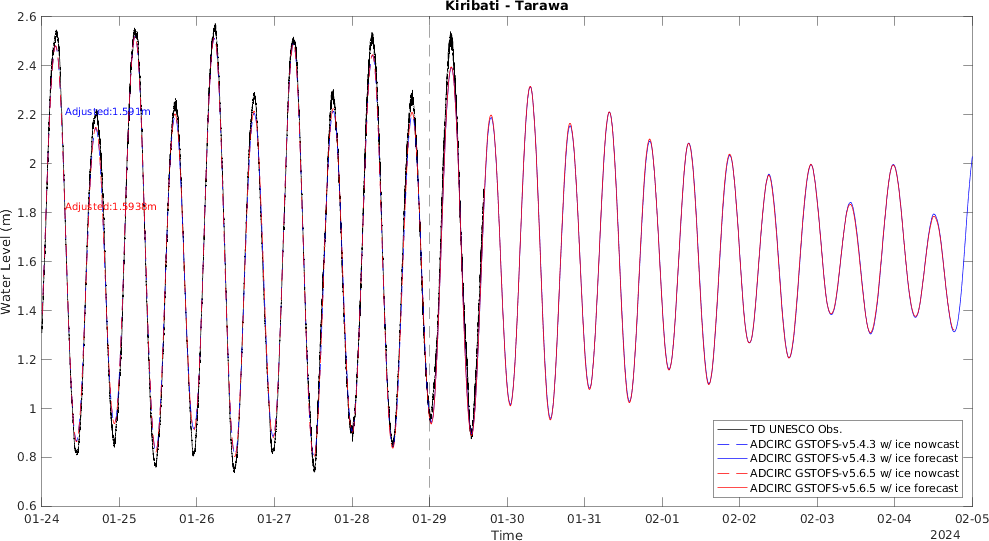 Kiribati - Tarawa
2.6
2.4
2.2
2
1.8
1.6
1.4
1.2
1
0.8
0.6
Water Level (m)
Adjusted:1.591m
Adjusted:1.5938m
TD UNESCO Obs.
ADCIRC GSTOFS-v5.4.3 w/ ice nowcast
ADCIRC GSTOFS-v5.4.3 w/ ice forecast
ADCIRC GSTOFS-v5.6.5 w/ ice nowcast
ADCIRC GSTOFS-v5.6.5 w/ ice forecast
01-24 01-25 01-26 01-27 01-28 01-29 01-30 01-31 02-01 02-02 02-03 02-04 02-05
Time
2024